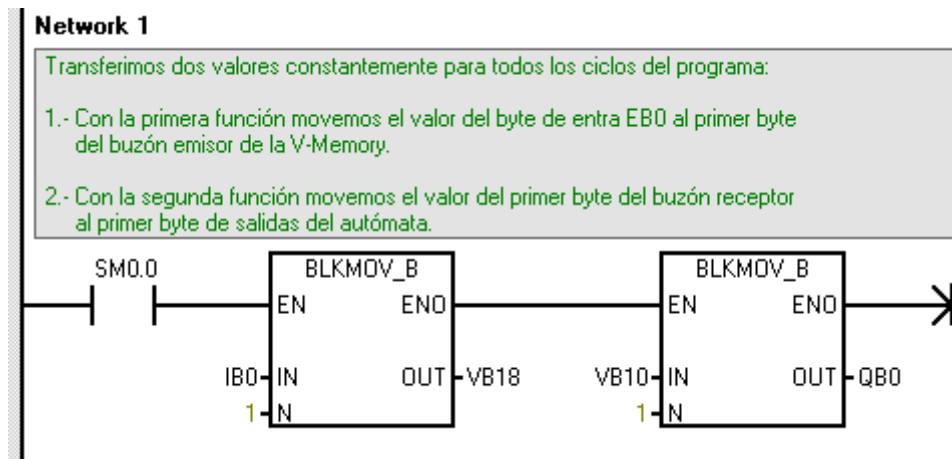 Network 1
Transferimos dos valores constantemente para todos los ciclos del programa:
1.- Con la primera función movemos el valor del byte de entra EB0 al primer byte
del buzón emisor de la V-Memory.
2.- Con la segunda función movemos el valor del primer byte del buzón receptor
al primer byte de salidas del autómata.
SM0.0 BLKMOV_B BLKMOV_B
EN ENO EN ENO
IB0 IN OUT VB18 VB10 IN OUT QB0
1 N 1 N